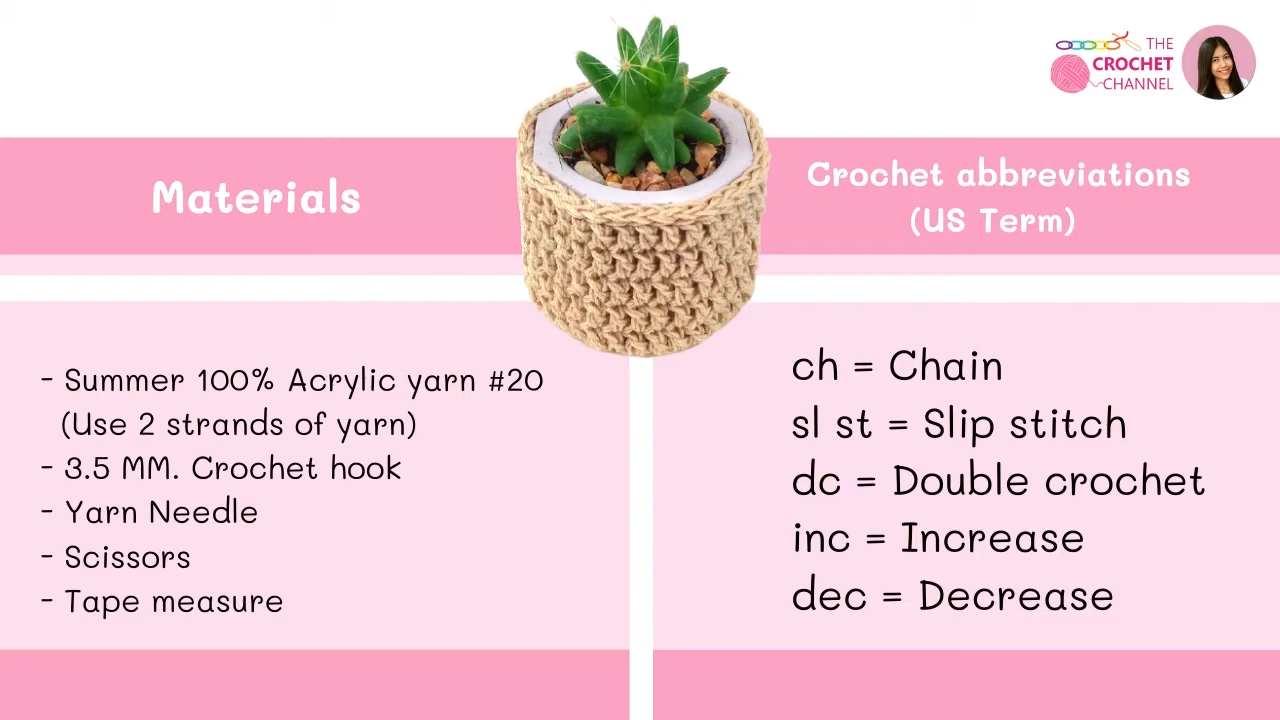 THE
CROCHET
CHANNEL
Materials
- Summer 100% Acrylic yarn #20
(Use 2 strands of yarn)
- 3.5 MM. Crochet hook
- Yarn Needle
- Scissors
- Tape measure
Crochet abbreviations
(US Term)
ch = Chain
sl st = Slip stitch
dc = Double crochet
inc = Increase
dec = Decrease